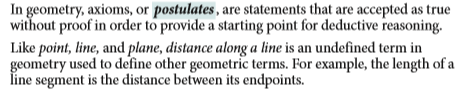 In geometry, axioms, or postulates, are statements that are accepted as true
without proof in order to provide a starting point for deductive reasoning.
Like point, line, and plane, distance along a line is an undefined term in
geometry used to define other geometric terms. For example, the length of a
line segment is the distance between its endpoints.